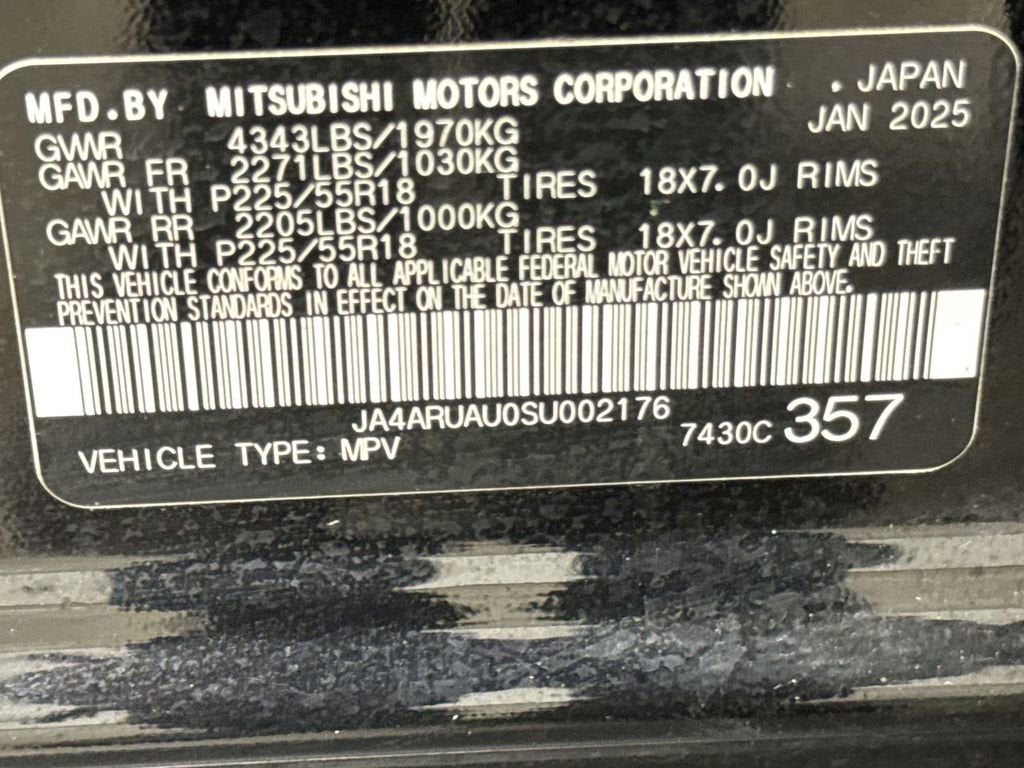 MFD.BY MITSUBISHI MOTORS CORPORATION . JAPAN
JAN 2025
GVWR 4343LBS/1970KG
GAWR FR 2271LBS/1030KG
WITH P225/55R18 TIRES 18X7.0J RIMS
GAWR RR 2205LBS/1000KG
WITH P225/55R18 TIRES 18X7.0J RIMS
THIS VEHICLE CONFORMS TO ALL APPLICABLE FEDERAL MOTOR VEHICLE SAFETY AND THEFT
PREVENTION STANDARDS IN EFFECT ON THE DATE OF MANUFACTURE SHOWN ABOVE.
JA4ARUAU0SU002176
7430C 357
VEHICLE TYPE: MPV